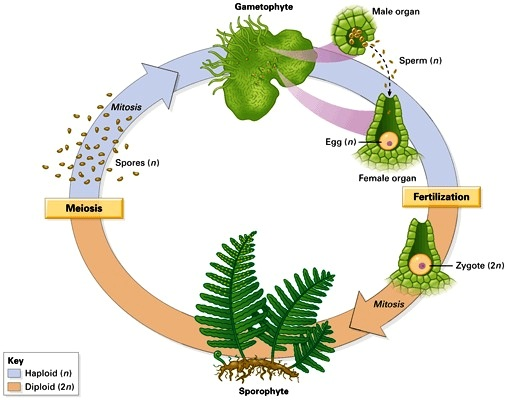 Gametophyte
Male organ
Sperm (n)
Mitosis
Egg (n)
Spores (n)
Female organ
Meiosis
Fertilization
Zygote (2n)
Mitosis
Key
Haploid (n)
Diploid (2n)
Sporophyte